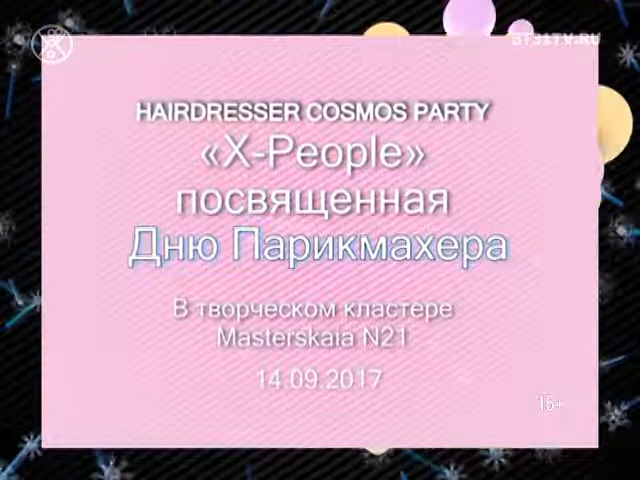 BT31TV.RU
HAIRDRESSER COSMOS PARTY
«X-People»
посвященная
Дню Парикмахера
В творческом кластере
Masterskaia N21
14.09.2017
16+